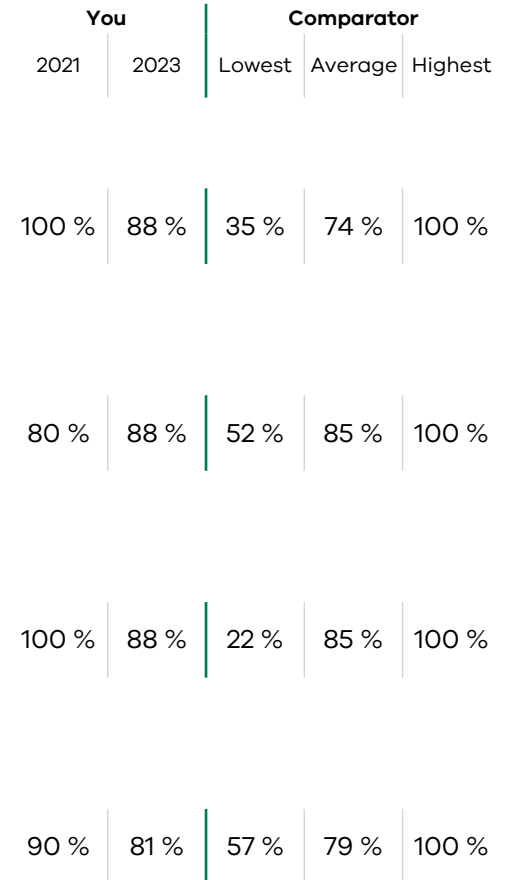 You Comparator
2021 2023 Lowest Average Highest
100 % 88 % 35 % 74 % 100 %
80 % 88 % 52 % 85 % 100 %
100 % 88 % 22 % 85 % 100 %
90 % 81 % 57 % 79 % 100 %